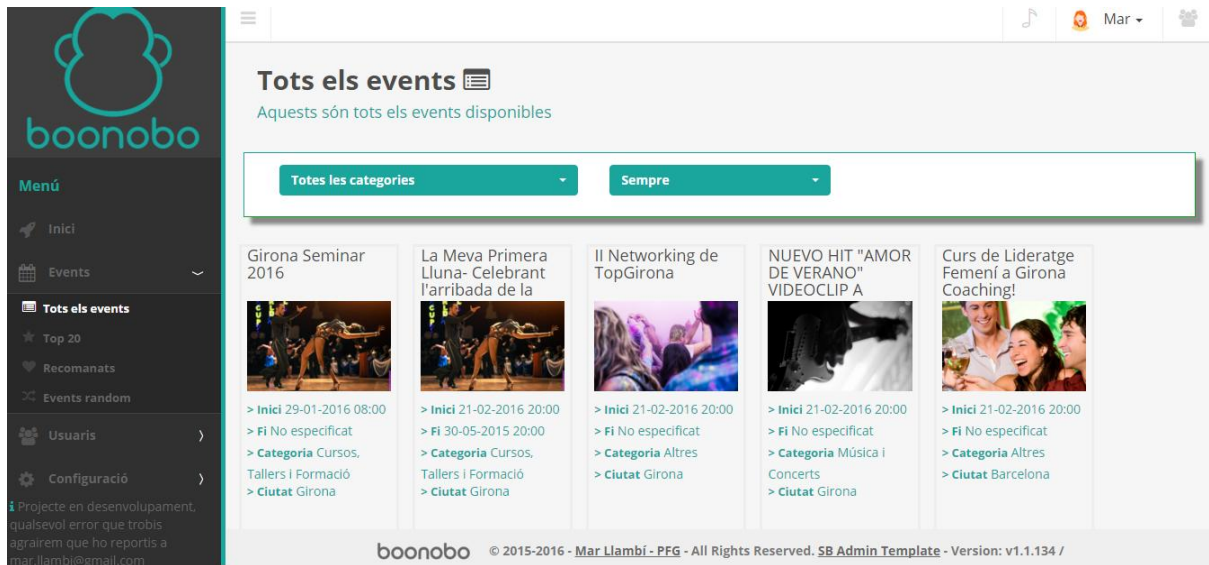 boonobo
Menú
Inici
Events
Tots els events
Top 20
Recomanats
Events random
Usuaris
Configuració
Projecte en desenvolupament,
qualsevol error que trobis
agrairem que ho reportis a
mar.llambi@gmail.com
Mar
Tots els events
Aquests són tots els events disponibles
Totes les categories
Sempre
Girona Seminar
2016
> Inici 29-01-2016 08:00
> Fi No especificat
> Categoria Cursos,
Tallers i Formació
> Ciutat Girona
La Meva Primera
Lluna- Celebrant
l'arribada de la
> Inici 21-02-2016 20:00
> Fi 30-05-2015 20:00
> Categoria Cursos,
Tallers i Formació
> Ciutat Girona
II Networking de
TopGirona
> Inici 21-02-2016 20:00
> Fi No especificat
> Categoria Altres
> Ciutat Girona
NUEVO HIT "AMOR
DE VERANO"
VIDEOCLIP A
> Inici 21-02-2016 20:00
> Fi No especificat
> Categoria Música i
Concerts
> Ciutat Girona
Curs de Lideratge
Femení a Girona
Coaching!
> Inici 21-02-2016 20:00
> Fi No especificat
> Categoria Altres
> Ciutat Barcelona
boonobo © 2015-2016 - Mar Llambí - PFG - All Rights Reserved. SB Admin Template - Version: v1.1.134 /